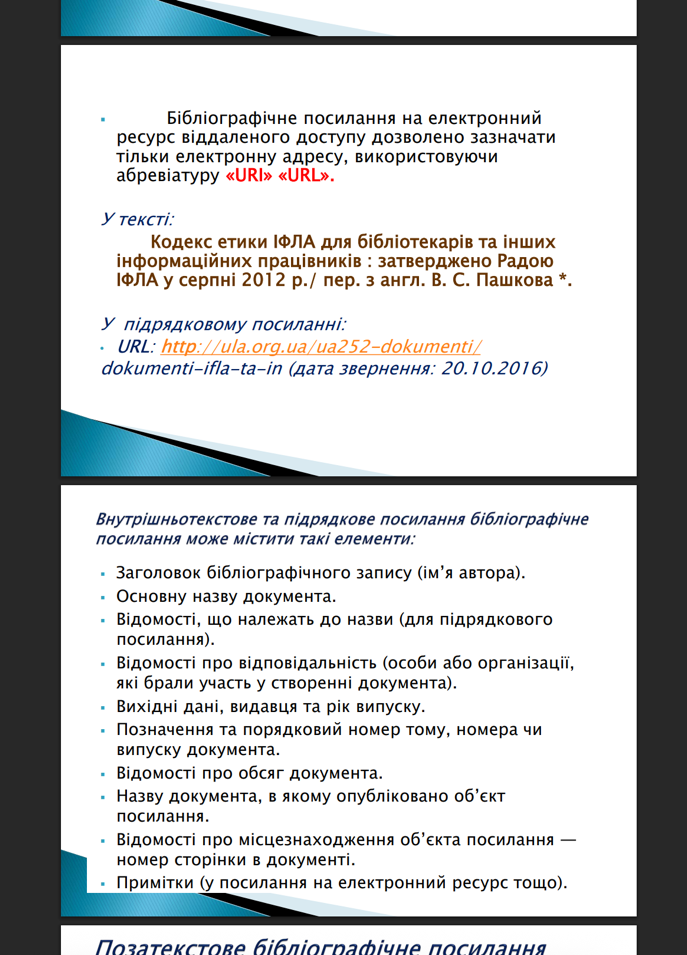 Бібліографічне посилання на електронний
ресурс віддаленого доступу дозволено зазначати
тільки електронну адресу, використовуючи
абревіатуру «URI» «URL».
У тексті:
Кодекс етики ІФЛА для бібліотекарів та інших
інформаційних працівників : затверджено Радою
ІФЛА у серпні 2012 р./ пер. з англ. В. С. Пашкова *.
У підрядковому посиланні:
URL: http://ula.org.ua/ua252-dokumenti/
dokumenti-ifla-ta-in (дата звернення: 20.10.2016)
Внутрішньотекстове та підрядкове посилання бібліографічне
посилання може містити такі елементи:
Заголовок бібліографічного запису (ім’я автора).
Основну назву документа.
Відомості, що належать до назви (для підрядкового
посилання).
Відомості про відповідальність (особи або організації,
які брали участь у створенні документа).
Вихідні дані, видавця та рік випуску.
Позначення та порядковий номер тому, номера чи
випуску документа.
Відомості про обсяг документа.
Назву документа, в якому опубліковано об’єкт
посилання.
Відомості про місцезнаходження об’єкта посилання —
номер сторінки в документі.
Примітки (у посилання на електронний ресурс тощо).
Позатекстове бібліографічне посилання